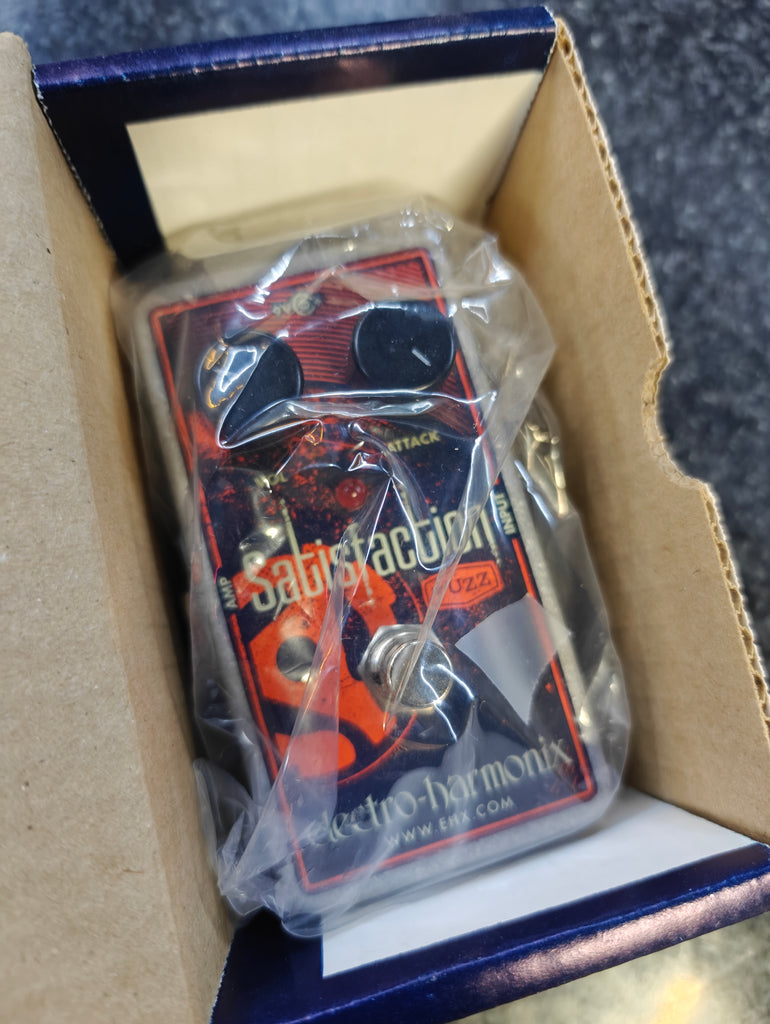 ATTACK
INPUT
AMP
Satisfaction
FUZZ
electro-harmonix
WWW.EHX.COM